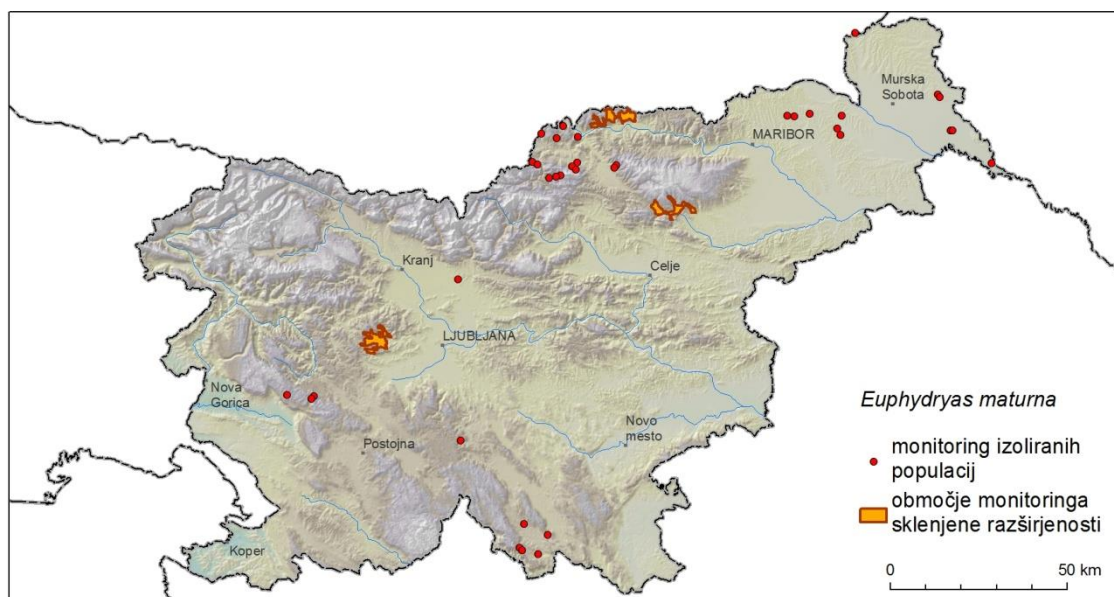 Murska
Sobota
MARIBOR
Kranj
Celje
LJUBLJANA
Nova
Gorica
Novo
mesto
Postojna
Koper
Euphydryas maturna
monitoring izoliranih
populacij
območje monitoringa
sklenjene razširjenosti
0 50 km